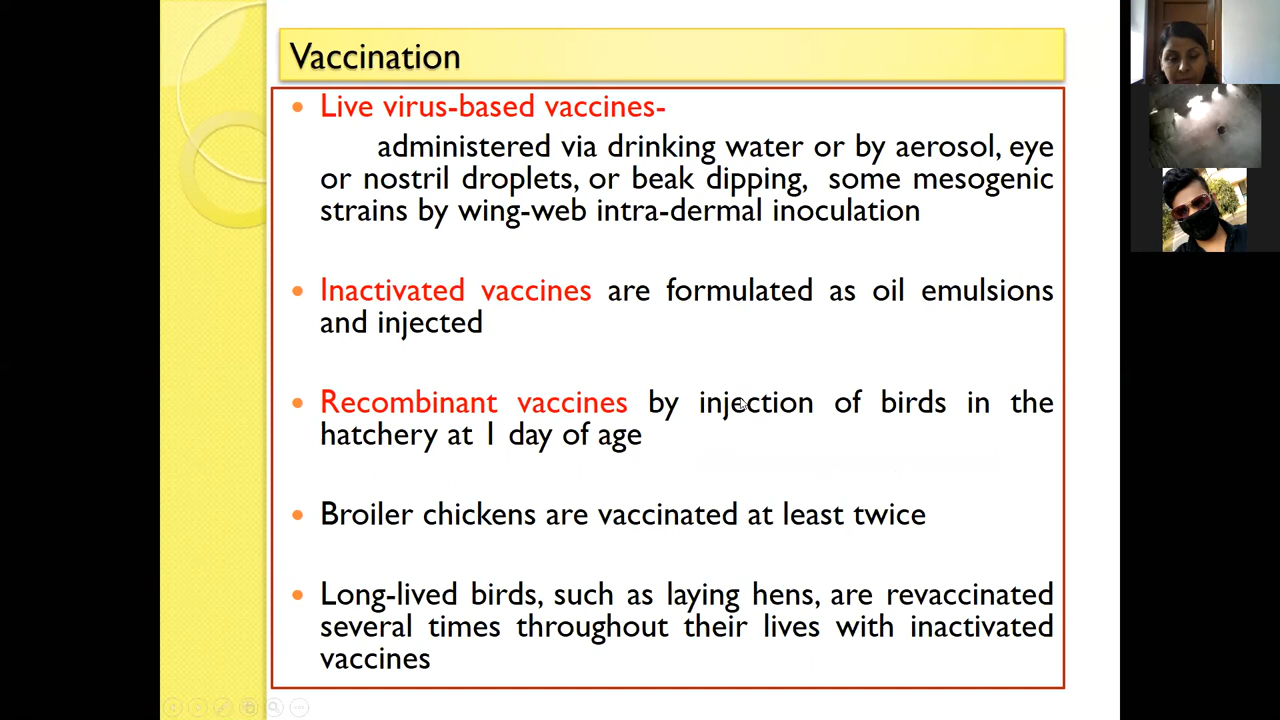 Vaccination
• Live virus-based vaccines-
administered via drinking water or by aerosol, eye
or nostril droplets, or beak dipping, some mesogenic
strains by wing-web intra-dermal inoculation
• Inactivated vaccines are formulated as oil emulsions
and injected
• Recombinant vaccines by injection of birds in the
hatchery at 1 day of age
• Broiler chickens are vaccinated at least twice
• Long-lived birds, such as laying hens, are revaccinated
several times throughout their lives with inactivated
vaccines